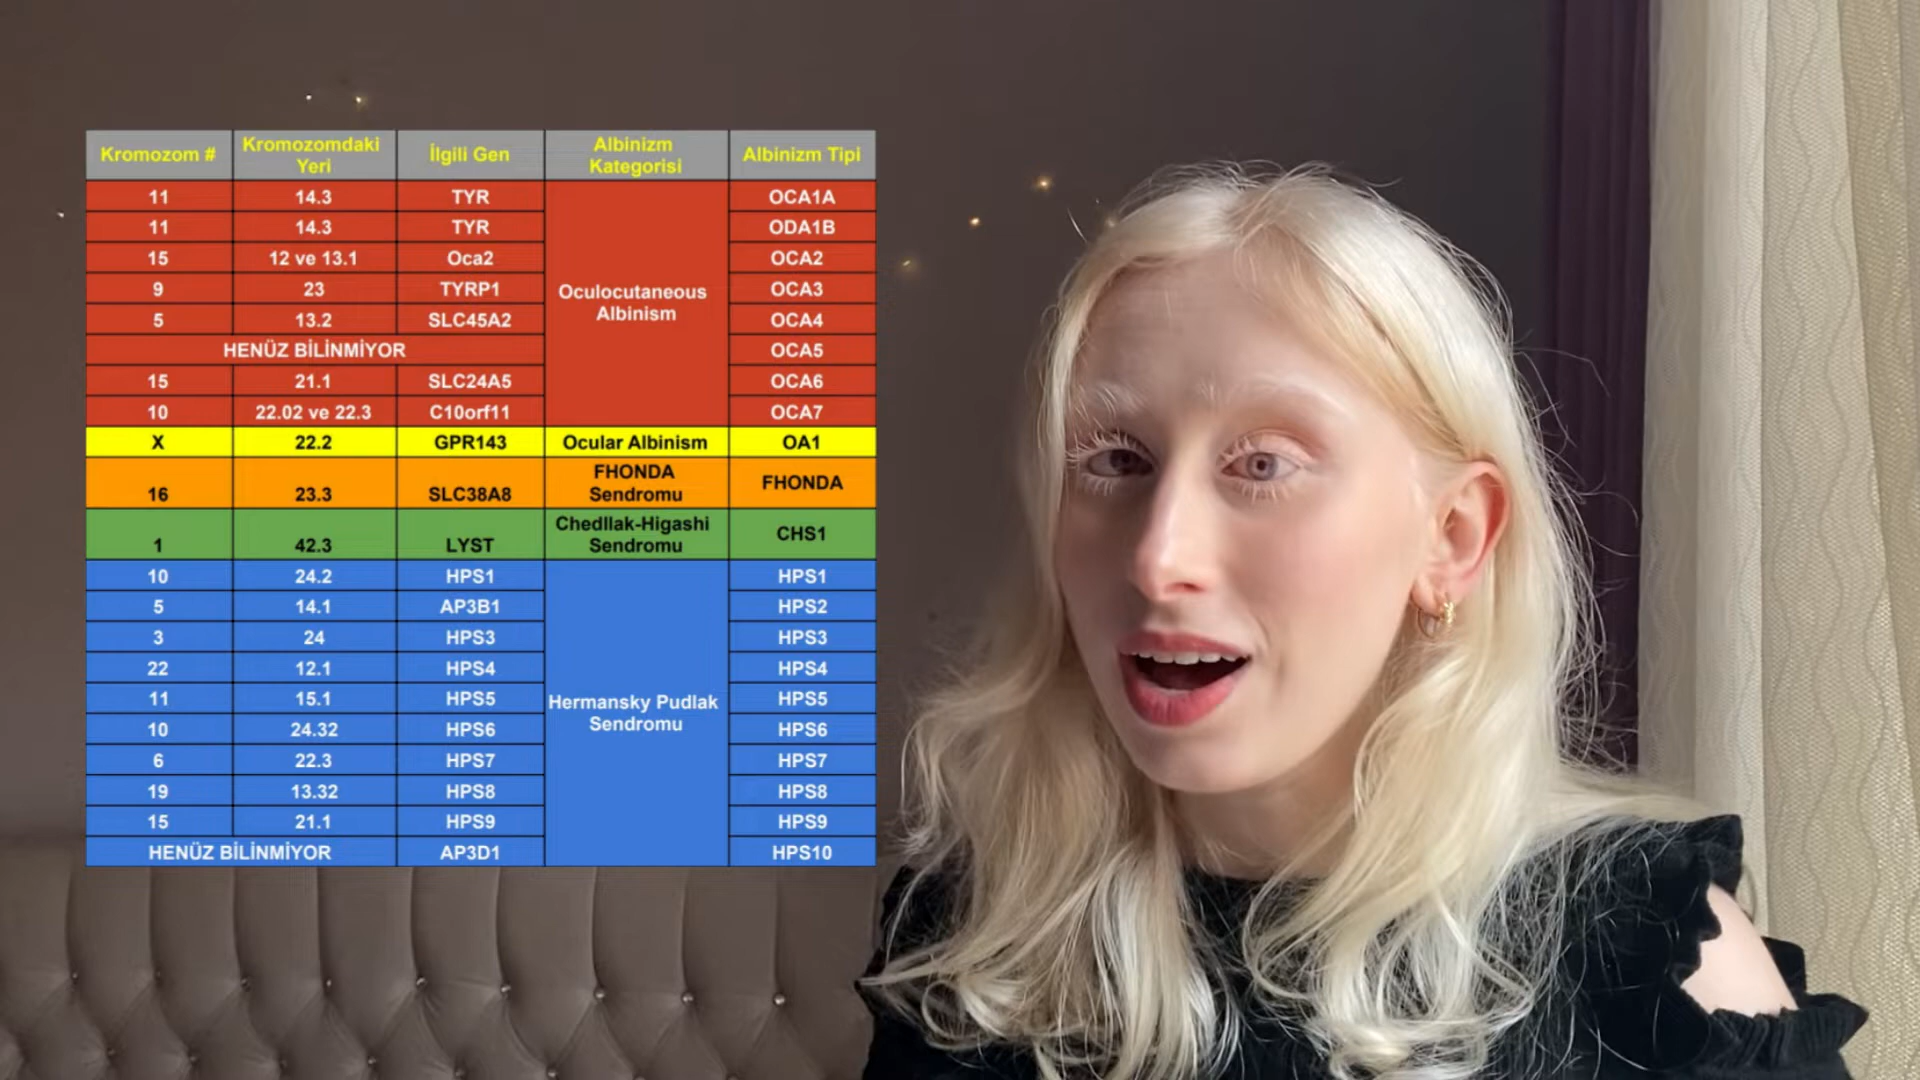 Kromozom # Kromozomdaki Yeri İlgili Gen Albinizm Kategorisi Albinizm Tipi
11 14.3 TYR Oculocutaneous Albinism OCA1A
11 14.3 TYR ODA1B
15 12 ve 13.1 Oca2 OCA2
9 23 TYRP1 OCA3
5 13.2 SLC45A2 OCA4
HENÜZ BİLİNMİYOR OCA5
15 21.1 SLC24A5 OCA6
10 22.02 ve 22.3 C10orf11 OCA7
X 22.2 GPR143 Ocular Albinism OA1
16 23.3 SLC38A8 FHONDA Sendromu FHONDA
1 42.3 LYST Chedllak-Higashi Sendromu CHS1
10 24.2 HPS1 Hermansky Pudlak Sendromu HPS1
5 14.1 AP3B1 HPS2
3 24 HPS3 HPS3
22 12.1 HPS4 HPS4
11 15.1 HPS5 HPS5
10 24.32 HPS6 HPS6
6 22.3 HPS7 HPS7
19 13.32 HPS8 HPS8
15 21.1 HPS9 HPS9
HENÜZ BİLİNMİYOR AP3D1 HPS10